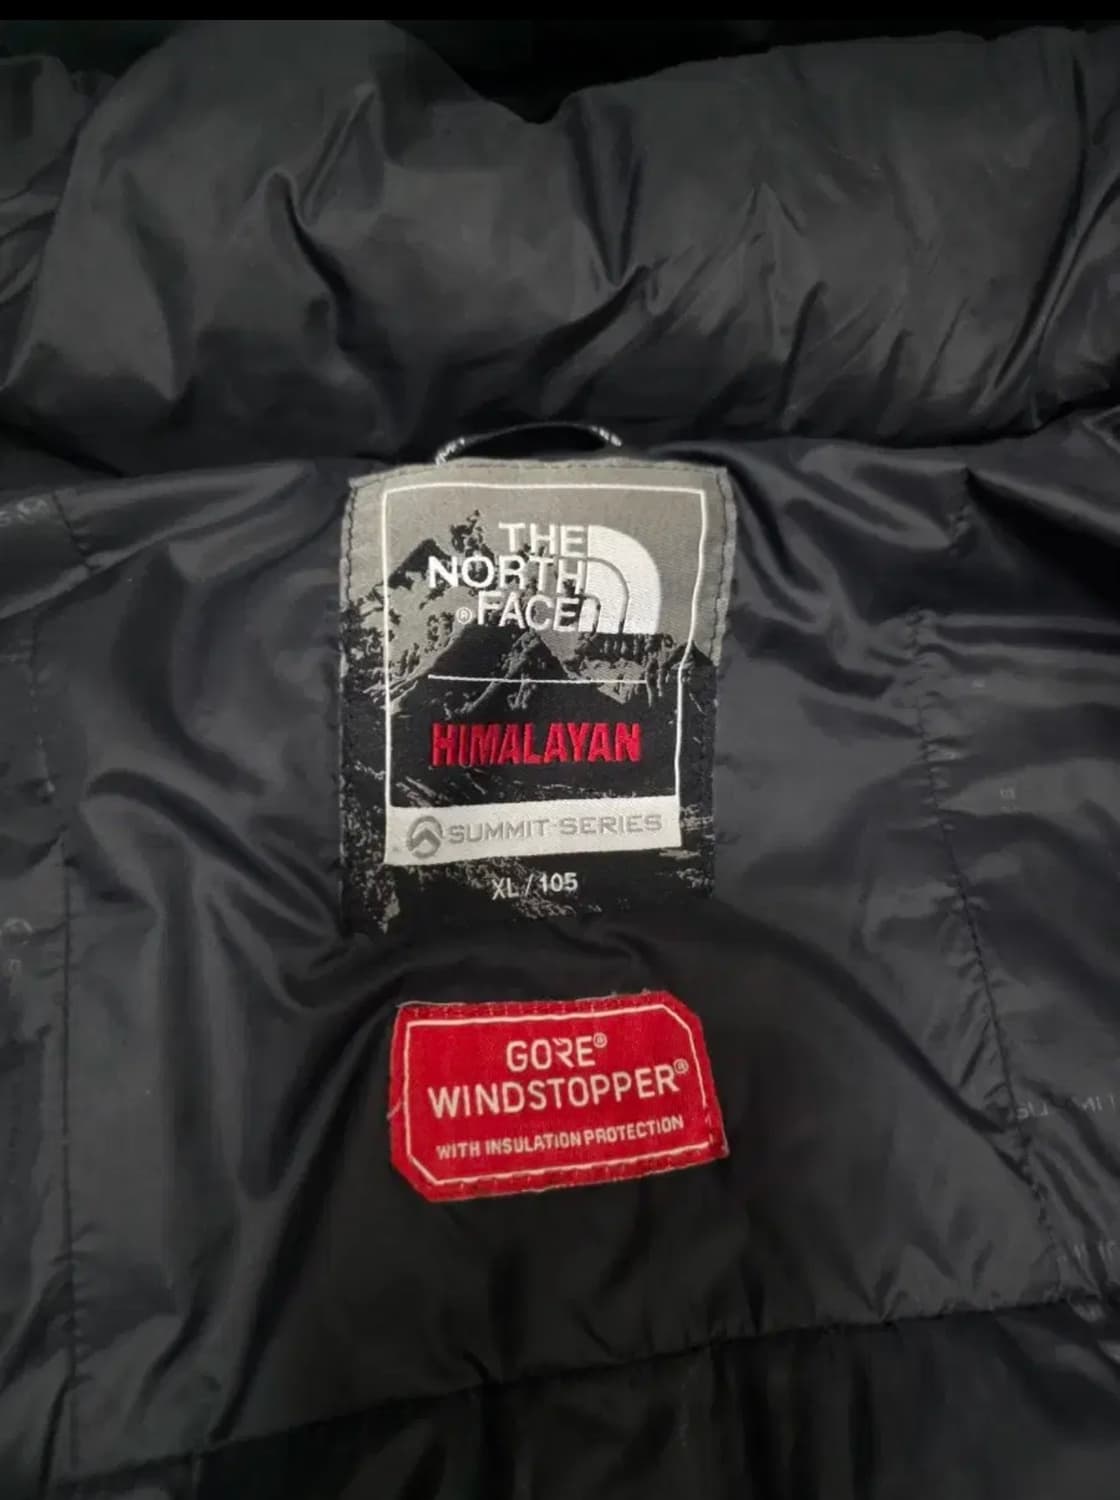 THE
NORTH
®FACE
HIMALAYAN
SUMMIT SERIES
XL / 105
GORE®
WINDSTOPPER®
WITH INSULATION PROTECTION